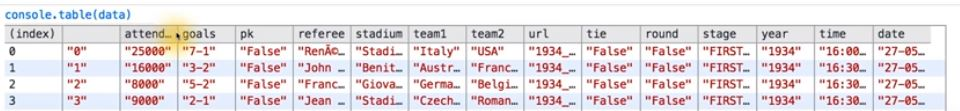 console.table(data)
(index) attend… goals pk referee stadium team1 team2 url tie round stage year time date
0 "0" "25000" "7-1" "False" "RenÃ©… "Stadi… "Italy" "USA" "1934_… "False" "False" "FIRST… "1934" "16:00… "27-05…
1 "1" "16000" "3-2" "False" "John … "Benit… "Austr… "Franc… "1934_… "False" "False" "FIRST… "1934" "16:30… "27-05…
2 "2" "8000" "5-2" "False" "Franc… "Giova… "Germa… "Belgi… "1934_… "False" "False" "FIRST… "1934" "16:30… "27-05…
3 "3" "9000" "2-1" "False" "Jean … "Stadi… "Czech… "Roman… "1934_… "False" "False" "FIRST… "1934" "16:30… "27-05…